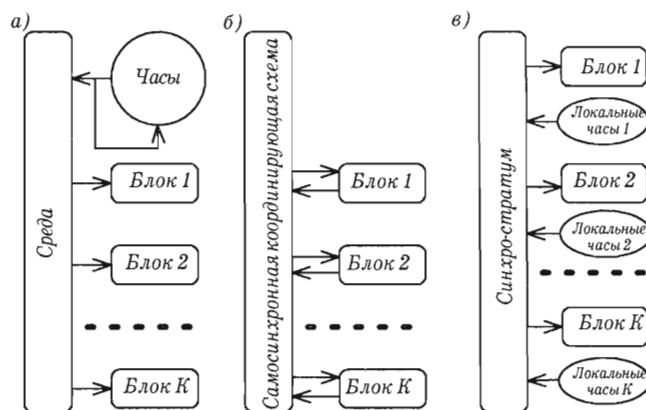 а)
Среда
Часы
Блок 1
Блок 2
Блок K
б)
Самосинхронная координирующая схема
Блок 1
Блок 2
Блок K
в)
Синхро-стратум
Блок 1
Локальные
часы 1
Блок 2
Локальные
часы 2
Блок K
Локальные
часы K